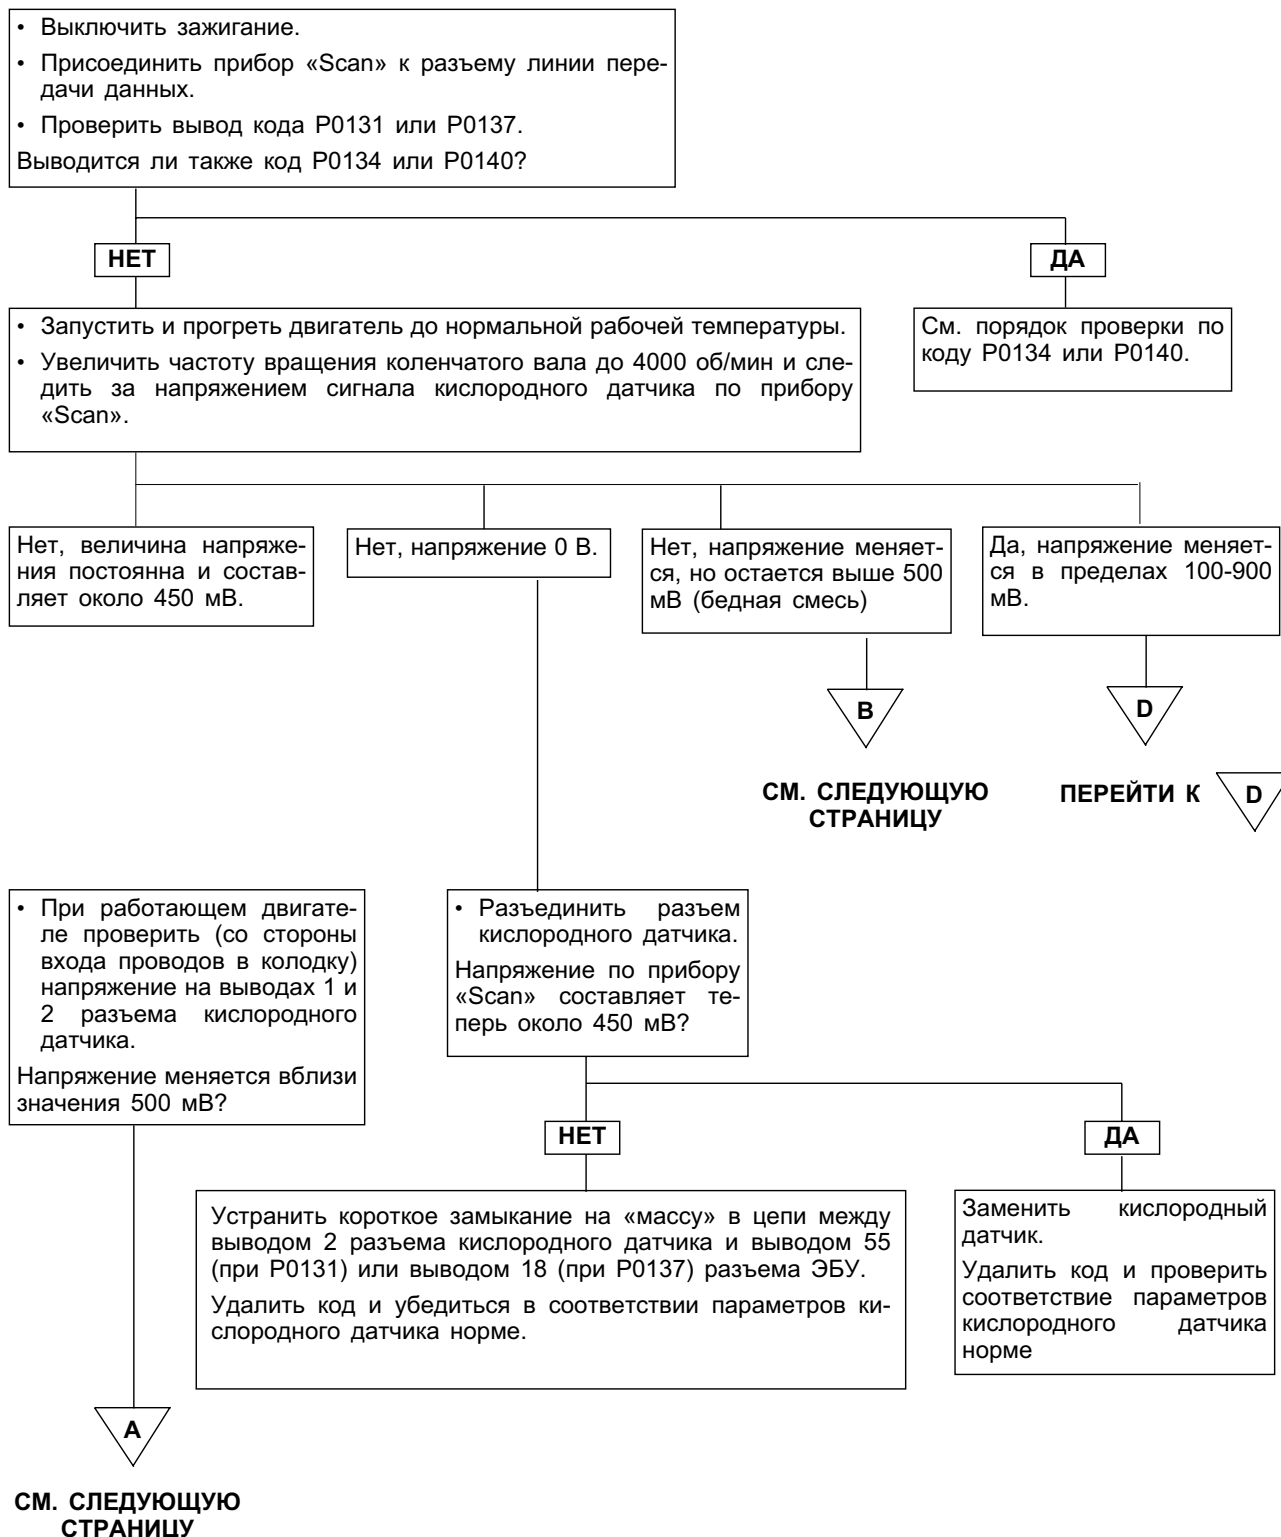 • Выключить зажигание.
• Присоединить прибор «Scan» к разъему линии пере-
дачи данных.
• Проверить вывод кода P0131 или P0137.
Выводится ли также код P0134 или P0140?
НЕТ
ДА
• Запустить и прогреть двигатель до нормальной рабочей температуры.
• Увеличить частоту вращения коленчатого вала до 4000 об/мин и сле-
дить за напряжением сигнала кислородного датчика по прибору
«Scan».
См. порядок проверки по
коду P0134 или P0140.
Нет, величина напряже-
ния постоянна и состав-
ляет около 450 мВ.
Нет, напряжение 0 В.
Нет, напряжение меняет-
ся, но остается выше 500
мВ (бедная смесь)
Да, напряжение меняет-
ся в пределах 100-900
мВ.
B
D
СМ. СЛЕДУЮЩУЮ
СТРАНИЦУ
ПЕРЕЙТИ К D
• При работающем двигате-
ле проверить (со стороны
входа проводов в колодку)
напряжение на выводах 1 и
2 разъема кислородного
датчика.
Напряжение меняется вблизи
значения 500 мВ?
• Разъединить разъем
кислородного датчика.
Напряжение по прибору
«Scan» составляет те-
перь около 450 мВ?
НЕТ
ДА
Устранить короткое замыкание на «массу» в цепи между
выводом 2 разъема кислородного датчика и выводом 55
(при P0131) или выводом 18 (при P0137) разъема ЭБУ.
Удалить код и убедиться в соответствии параметров ки-
слородного датчика норме.
Заменить кислородный
датчик.
Удалить код и проверить
соответствие параметров
кислородного датчика
норме
A
СМ. СЛЕДУЮЩУЮ
СТРАНИЦУ